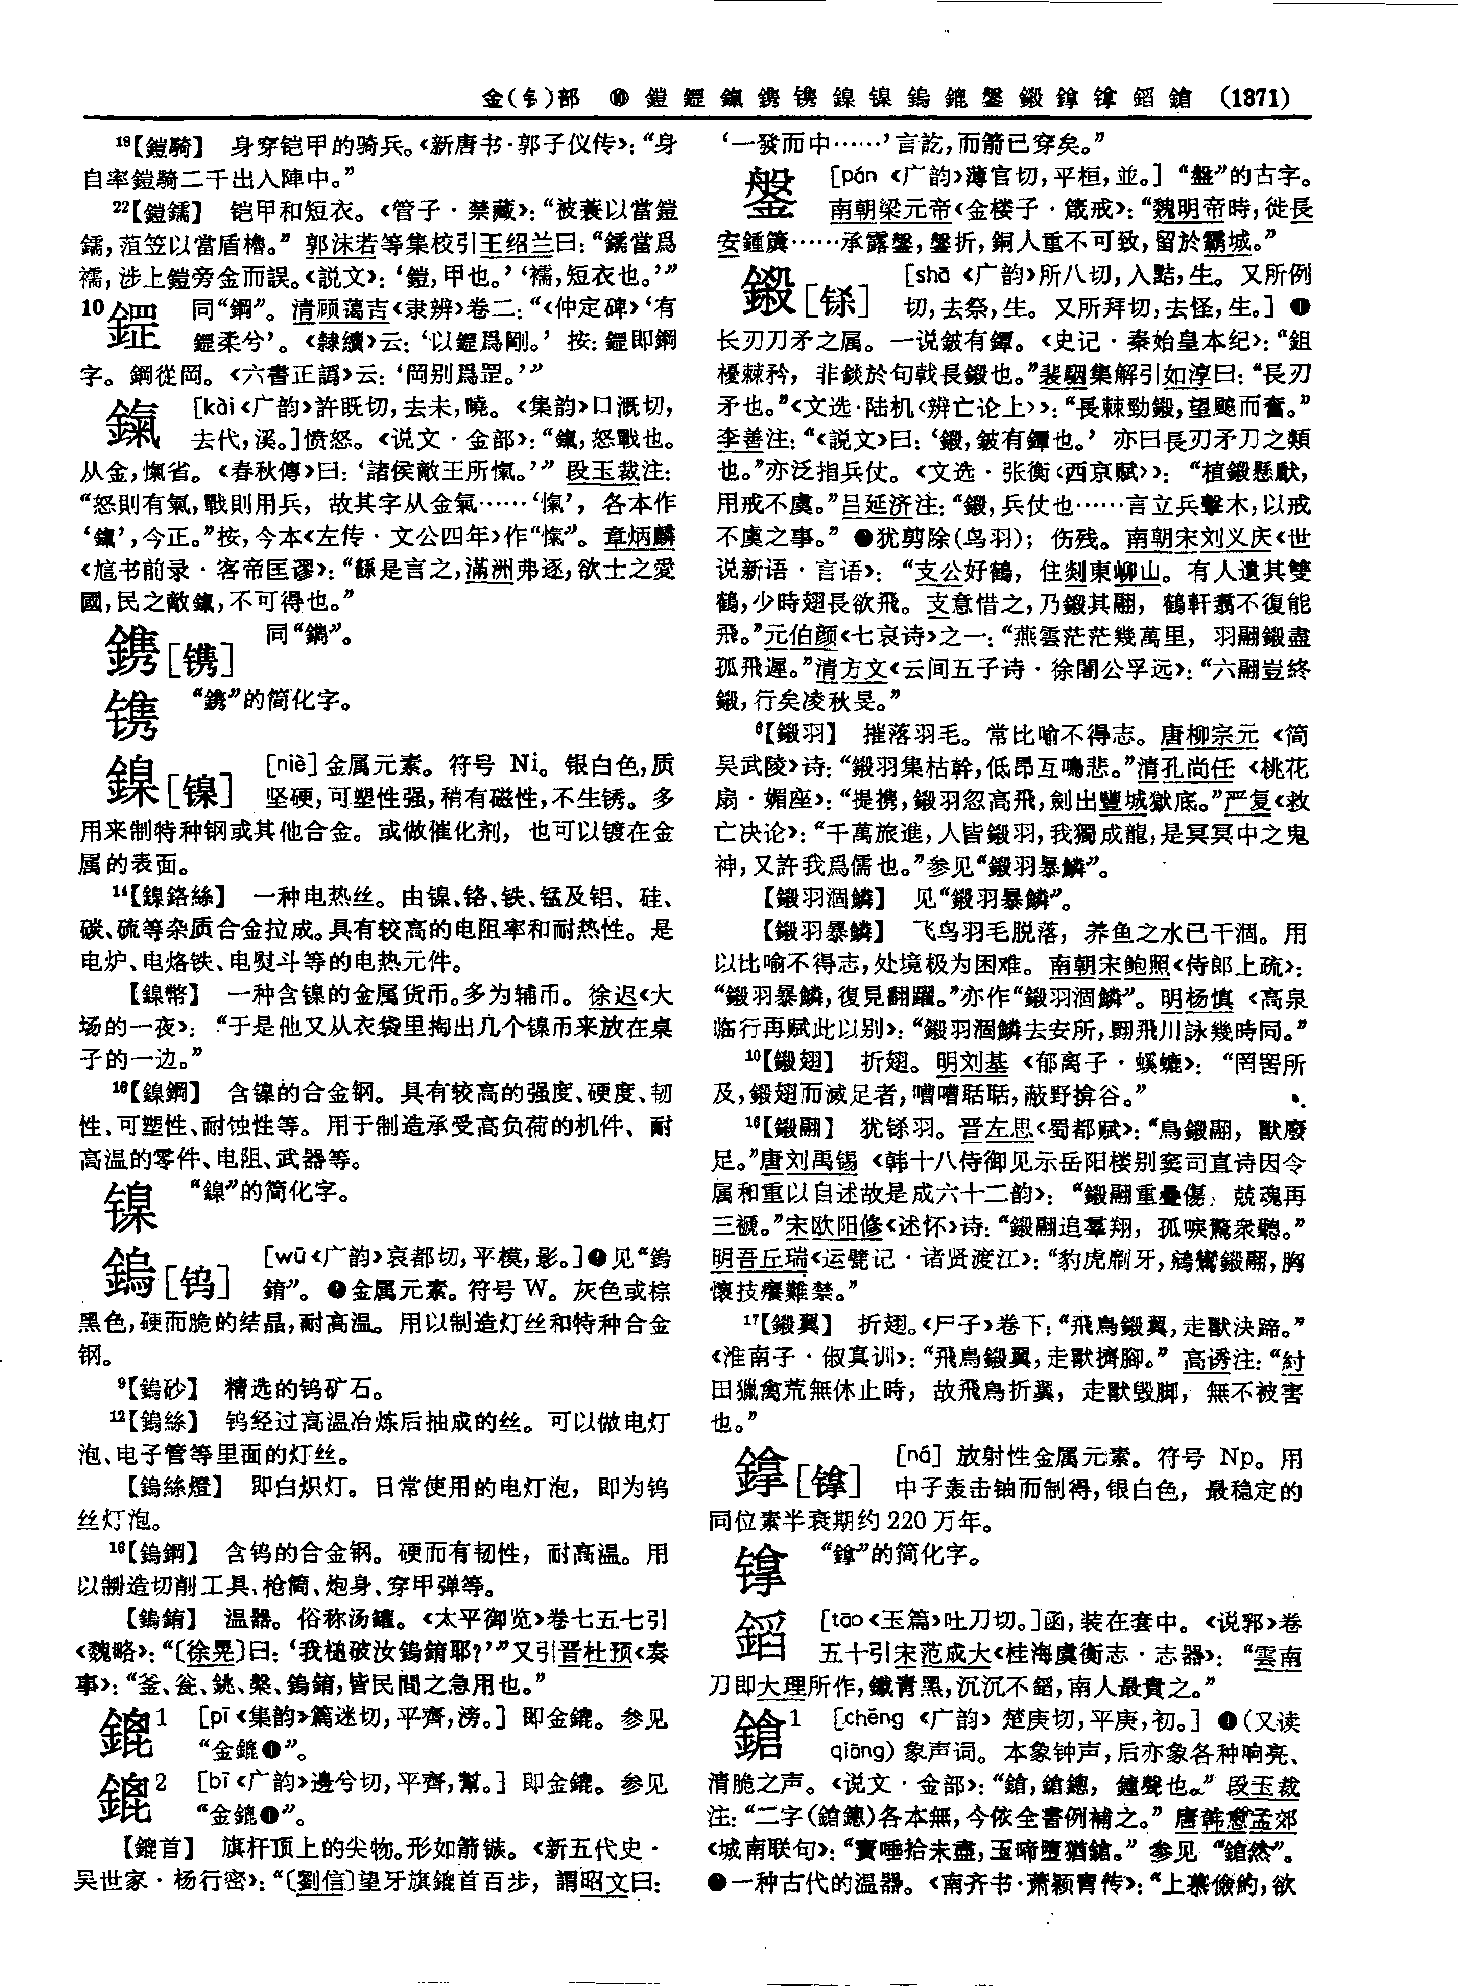 金(钅)部 ⑩ 鎧 鏂 鎎 鎸 镌 鎳 镍 鎢 鎞 鎜 鎩 鎿 镎 鎐 鎗 (1371)
¹⁸【鎧騎】 身穿铠甲的骑兵。《新唐书·郭子仪传》：“身
自率鎧騎二千出入陣中。”
²²【鎧鑐】 铠甲和短衣。《管子·禁藏》：“被蓑以當鎧
鑐，菹笠以當盾櫓。” 郭沫若等集校引王绍兰曰：“鑐當爲
襦，涉上鎧旁金而誤。《説文》：‘鎧，甲也。’‘襦，短衣也。’”
10 同“鋼”。清顾蔼吉《隶辨》卷二：“《仲定碑》‘有
柔兮’。《隸續》云：‘以爲剛。’ 按：即鋼
字。鋼從岡。《六書正譌》云：‘岡别爲罡。’”
鎎 [kài《广韵》許既切，去未，曉。《集韵》口溉切，
去代，溪。]愤怒。《说文·金部》：“鎎，怒戰也。
从金，愾省。《春秋傳》曰：‘諸侯敵王所愾。’” 段玉裁注：
“怒則有氣，戰則用兵，故其字从金氣……‘愾’，各本作
‘鎎’，今正。”按，今本《左传·文公四年》作“愾”。章炳麟
《訄书前录·客帝匡谬》：“繇是言之，滿洲弗逐，欲士之愛
國，民之敵鎎，不可得也。”
鎸[镌] 同“鐫”。
镌 “鎸”的简化字。
鎳[镍] [niè]金属元素。符号 Ni。银白色，质
坚硬，可塑性强，稍有磁性，不生锈。多
用来制特种钢或其他合金。或做催化剂，也可以镀在金
属的表面。
¹⁴【鎳鉻絲】 一种电热丝。由镍、铬、铁、锰及铝、硅、
碳、硫等杂质合金拉成。具有较高的电阻率和耐热性。是
电炉、电烙铁、电熨斗等的电热元件。
【鎳幣】 一种含镍的金属货币。多为辅币。徐迟《大
场的一夜》：“于是他又从衣袋里掏出几个镍币来放在桌
子的一边。”
¹⁶【鎳鋼】 含镍的合金钢。具有较高的强度、硬度、韧
性、可塑性、耐蚀性等。用于制造承受高负荷的机件、耐
高温的零件、电阻、武器等。
镍 “鎳”的简化字。
鎢[钨] [wū《广韵》哀都切，平模，影。]❶见“鎢
錥”。❷金属元素。符号 W。灰色或棕
黑色，硬而脆的结晶，耐高温。用以制造灯丝和特种合金
钢。
⁹【鎢砂】 精选的钨矿石。
¹²【鎢絲】 钨经过高温冶炼后抽成的丝。可以做电灯
泡、电子管等里面的灯丝。
【鎢絲燈】 即白炽灯。日常使用的电灯泡，即为钨
丝灯泡。
¹⁶【鎢鋼】 含钨的合金钢。硬而有韧性，耐高温。用
以制造切削工具、枪筒、炮身、穿甲弹等。
【鎢錥】 温器。俗称汤罐。《太平御览》卷七五七引
《魏略》：“〔徐晃〕曰：‘我槌破汝鎢錥耶？’”又引晋杜预《奏
事》：“釜、瓮、銚、槃、鎢錥，皆民間之急用也。”
鎞1 [pī《集韵》篇迷切，平齊，滂。] 即金鎞。参见
“金鎞❶”。
鎞2 [bī《广韵》邊兮切，平齊，幫。] 即金鎞。参见
“金鎞❶”。
【鎞首】 旗杆顶上的尖物。形如箭镞。《新五代史·
吴世家·杨行密》：“〔劉信〕望牙旗鎞首百步，謂昭文曰：
‘一發而中……’言訖，而箭已穿矣。”
鎜 [pán《广韵》薄官切，平桓，並。] “盤”的古字。
南朝梁元帝《金楼子·箴戒》：“魏明帝時，徙長
安鍾簴……承露鎜，鎜折，銅人重不可致，留於霸城。”
鎩[铩] [shā《广韵》所八切，入黠，生。又所例
切，去祭，生。又所拜切，去怪，生。]❶
长刃刀矛之属。一说鈹有鐔。《史记·秦始皇本纪》：“鉏
櫌棘矜，非錟於句戟長鎩也。”裴駰集解引如淳曰：“長刃
矛也。”《文选·陆机〈辨亡论上〉》：“長棘勁鎩，望飈而奮。”
李善注：“《説文》曰：‘鎩，鈹有鐔也。’亦曰長刃矛刀之類
也。”亦泛指兵仗。《文选·张衡〈西京赋〉》：“植鎩懸瞂，
用戒不虞。”吕延济注：“鎩，兵仗也……言立兵擊木，以戒
不虞之事。” ❷犹剪除(鸟羽)；伤残。南朝宋刘义庆《世
说新语·言语》：“支公好鶴，住剡東䀚山。有人遺其雙
鶴，少時翅長欲飛。支意惜之，乃鎩其翮，鶴軒翥不復能
飛。”元伯颜《七哀诗》之一：“燕雲茫茫幾萬里，羽翮鎩盡
孤飛遲。”清方文《云间五子诗·徐闇公孚远》：“六翮豈終
鎩，行矣凌秋旻。”
⁶【鎩羽】 摧落羽毛。常比喻不得志。唐柳宗元《简
吴武陵》诗：“鎩羽集枯幹，低昂互鳴悲。”清孔尚任《桃花
扇·媚座》：“提携，鎩羽忽高飛，劍出豐城獄底。”严复《救
亡决论》：“千萬旅進，人皆鎩羽，我獨成龍，是冥冥中之鬼
神，又許我爲儒也。”参见“鎩羽暴鱗”。
【鎩羽涸鱗】 见“鎩羽暴鱗”。
【鎩羽暴鱗】 飞鸟羽毛脱落，养鱼之水已干涸。用
以比喻不得志，处境极为困难。南朝宋鲍照《侍郎上疏》：
“鎩羽暴鱗，復見翻躍。”亦作“鎩羽涸鱗”。明杨慎《高泉
临行再赋此以别》：“鎩羽涸鱗去安所，翾飛川詠幾時同。”
¹⁰【鎩翅】 折翅。明刘基《郁离子·螇螰》：“罔罟所
及，鎩翅而滅足者，嘈嘈聒聒，蔽野揜谷。”
¹⁶【鎩翮】 犹铩羽。晋左思《蜀都赋》：“鳥鎩翮，獸廢
足。”唐刘禹锡《韩十八侍御见示岳阳楼别窦司直诗因令
属和重以自述故足成六十二韵》：“鎩翮重叠傷，兢魂再
三褫。”宋欧阳修《述怀》诗：“鎩翮追羣翔，孤唳驚衆聽。”
明吾丘瑞《运甓记·诸贤渡江》：“豹虎劘牙，鵷鸞鎩翮，胸
懷技癢難禁。”
¹⁷【鎩翼】 折翅。《尸子》卷下：“飛鳥鎩翼，走獸決蹄。”
《淮南子·俶真训》：“飛鳥鎩翼，走獸擠脚。” 高诱注：“紂
田獵禽荒無休止時，故飛鳥折翼，走獸毁脚，無不被害
也。”
鎿[镎] [ná] 放射性金属元素。符号 Np。用
中子轰击铀而制得，银白色，最稳定的
同位素半衰期约 220 万年。
镎 “鎿”的简化字。
[tāo《玉篇》吐刀切。]函，装在套中。《说郛》卷
五十引宋范成大《桂海虞衡志·志器》：“雲南
刀即大理所作，鐵青黑，沉沉不，南人最貴之。”
鎗1 [chēng《广韵》楚庚切，平庚，初。] ❶(又读
qiāng)象声词。本象钟声，后亦象各种响亮、
清脆之声。《说文·金部》：“鎗，鎗鏓，鐘聲也。” 段玉裁
注：“二字(鎗鏓)各本無，今依全書例補之。” 唐韩愈孟郊
《城南联句》：“寶唾拾未盡，玉啼墮猶鎗。” 参见“鎗然”。
❷一种古代的温器。《南齐书·萧颖胄传》：“上慕儉約，欲